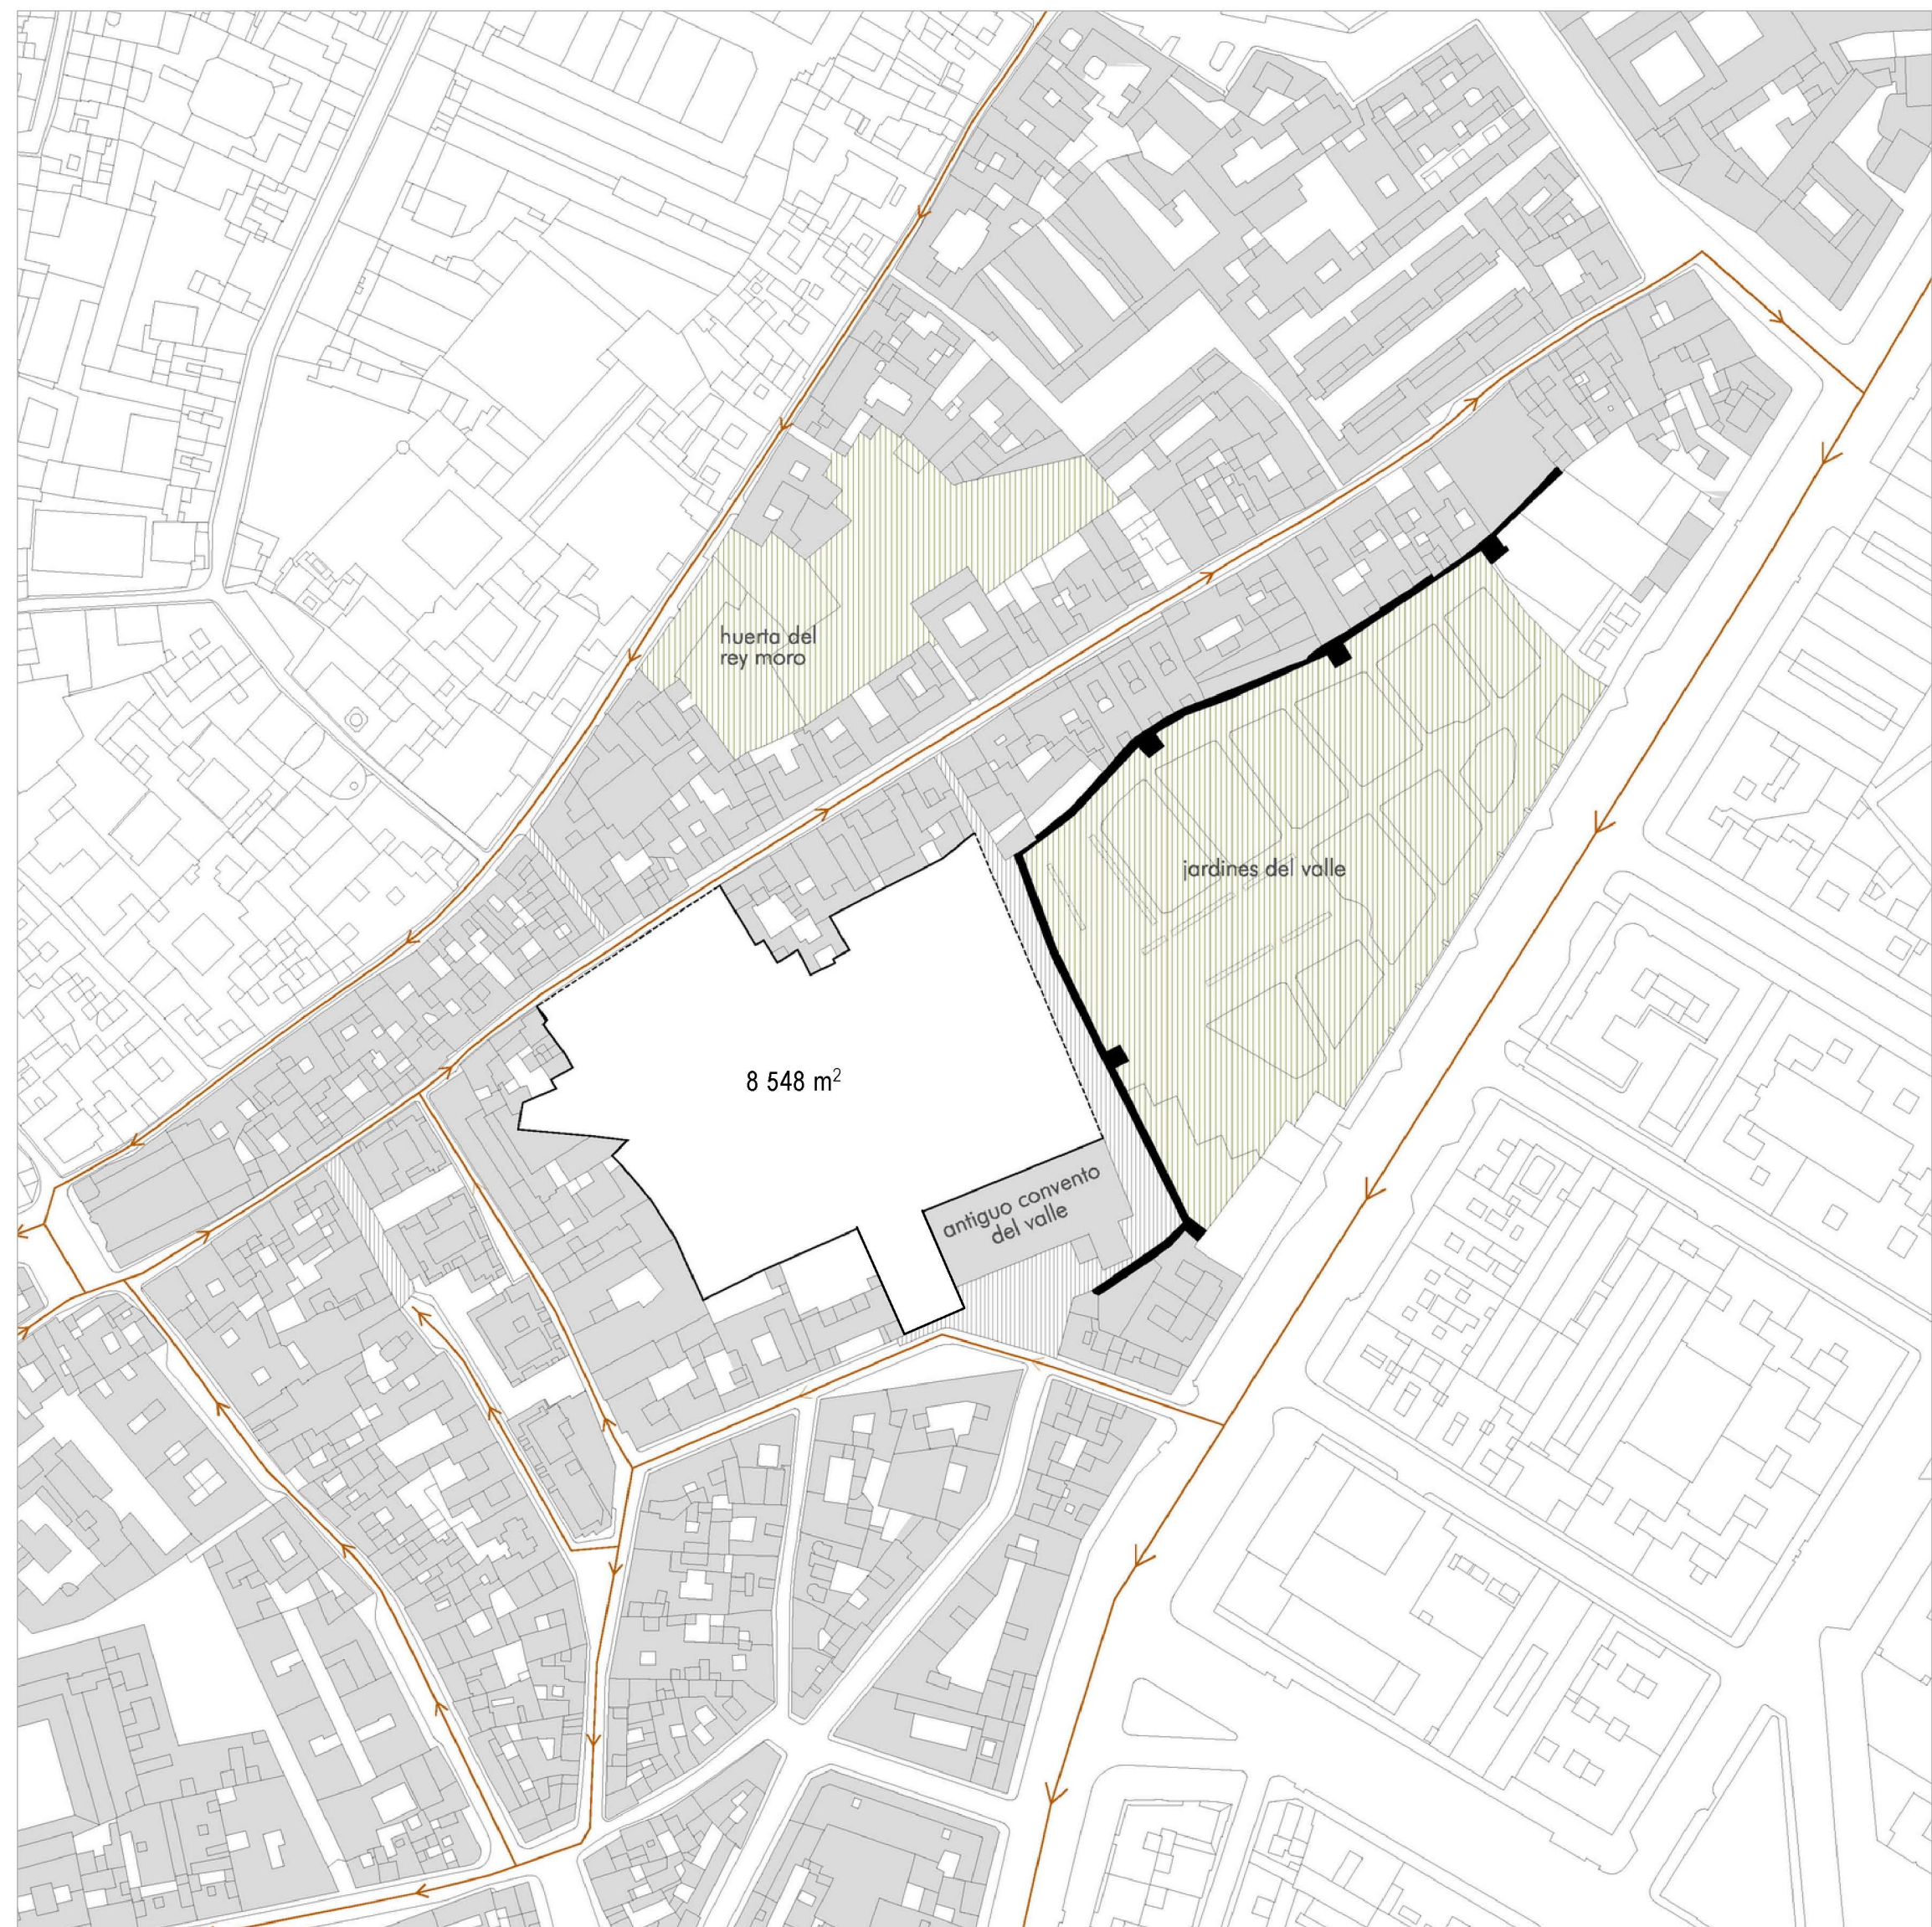 huerta del
rey moro
jardines del valle
8 548 m²
antiguo convento
del valle